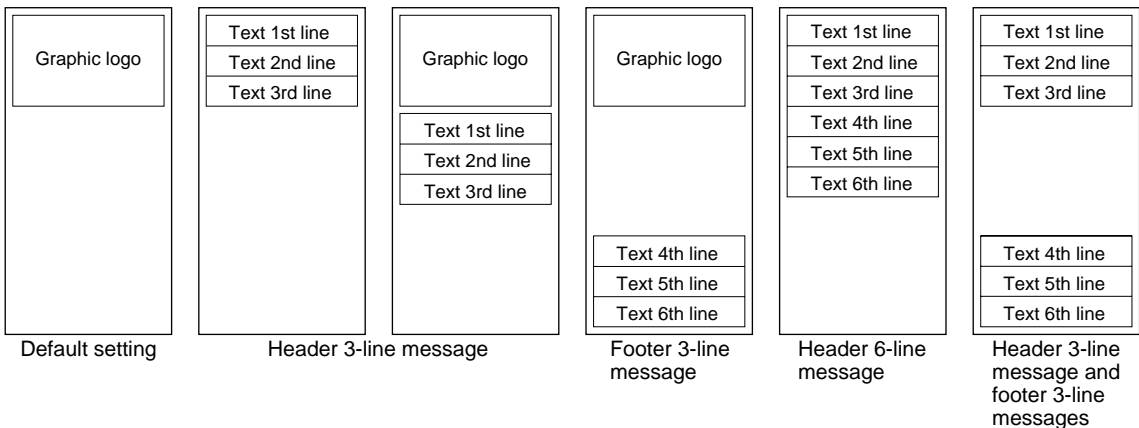 Graphic logo
Default setting
Text 1st line
Text 2nd line
Text 3rd line
Graphic logo
Text 1st line
Text 2nd line
Text 3rd line
Header 3-line message
Graphic logo
Text 4th line
Text 5th line
Text 6th line
Footer 3-line
message
Text 1st line
Text 2nd line
Text 3rd line
Text 4th line
Text 5th line
Text 6th line
Header 6-line
message
Text 1st line
Text 2nd line
Text 3rd line
Text 4th line
Text 5th line
Text 6th line
Header 3-line
message and
footer 3-line
messages